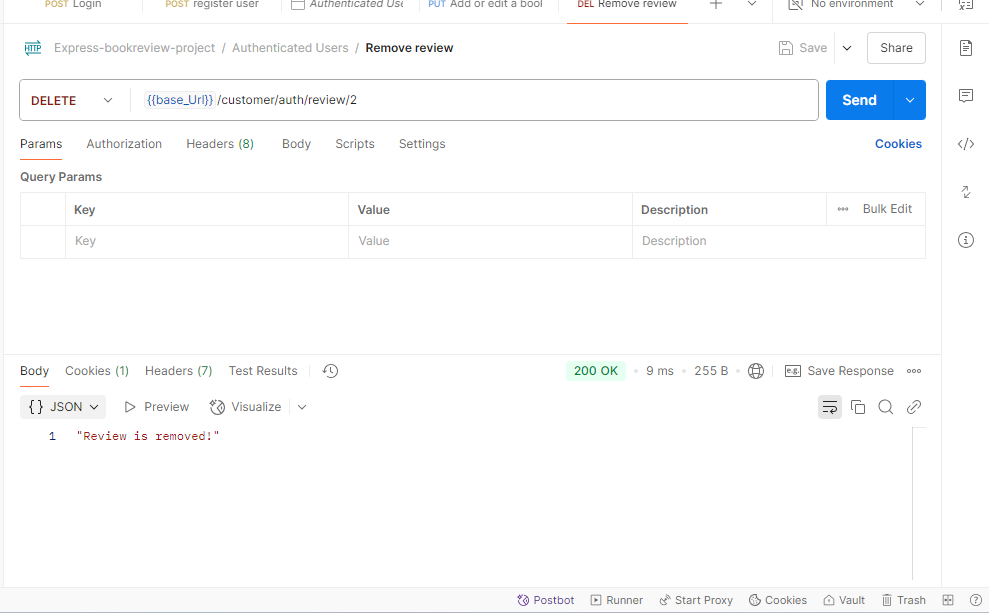 POST Login POST register user Authenticated Use PUT Add or edit a bool DEL Remove review No environment
HTTP Express-bookreview-project / Authenticated Users / Remove review Save Share
DELETE {{base_Url}} /customer/auth/review/2 Send
Params Authorization Headers (8) Body Scripts Settings Cookies
Query Params
Key Value Description Bulk Edit
Key Value Description
Body Cookies (1) Headers (7) Test Results 200 OK • 9 ms • 255 B • e.g. Save Response
{} JSON Preview Visualize
1 "Review is removed!"
Postbot Runner Start Proxy Cookies Vault Trash